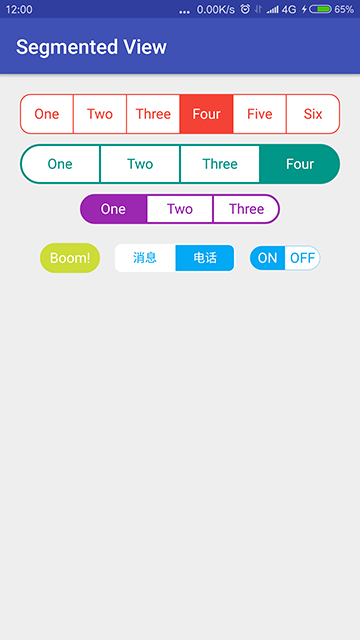 12:00 ... 0.00K/s 4G 65%
Segmented View
One Two Three Four Five Six
One Two Three Four
One Two Three
Boom! 消息 电话 ON OFF